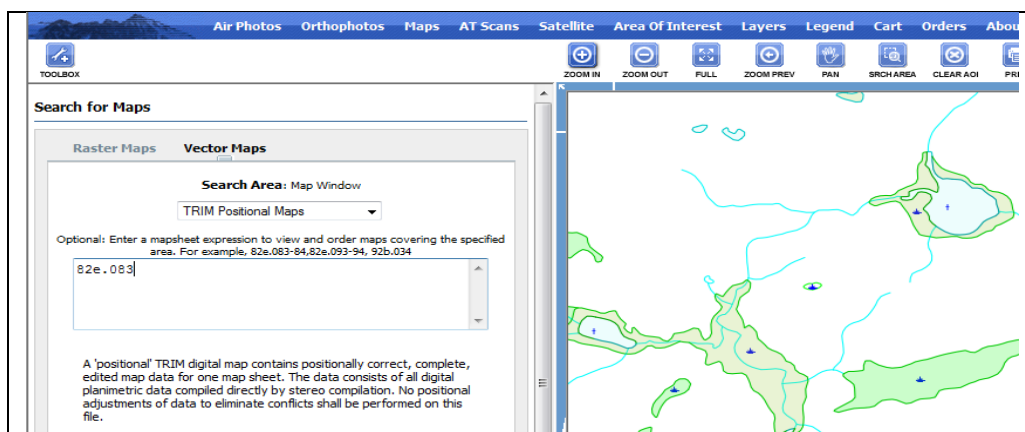 Air Photos Orthophotos Maps AT Scans Satellite Area Of Interest Layers Legend Cart Orders Abou
TOOLBOX ZOOM IN ZOOM OUT FULL ZOOM PREV PAN SRCH AREA CLEAR AOI PRI
Search for Maps
Raster Maps Vector Maps
Search Area: Map Window
TRIM Positional Maps
Optional: Enter a mapsheet expression to view and order maps covering the specified
area. For example, 82e.083-84,82e.093-94, 92b.034
82e.083
A 'positional' TRIM digital map contains positionally correct, complete,
edited map data for one map sheet. The data consists of all digital
planimetric data compiled directly by stereo compilation. No positional
adjustments of data to eliminate conflicts shall be performed on this
file.